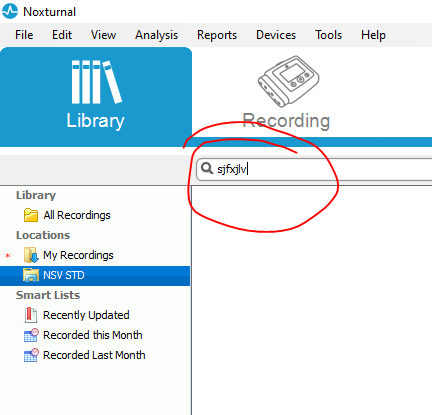 Noxturnal
File Edit View Analysis Reports Devices Tools Help
Library Recording
sjfxjlv
Library
All Recordings
Locations
* My Recordings
NSV STD
Smart Lists
Recently Updated
Recorded this Month
Recorded Last Month